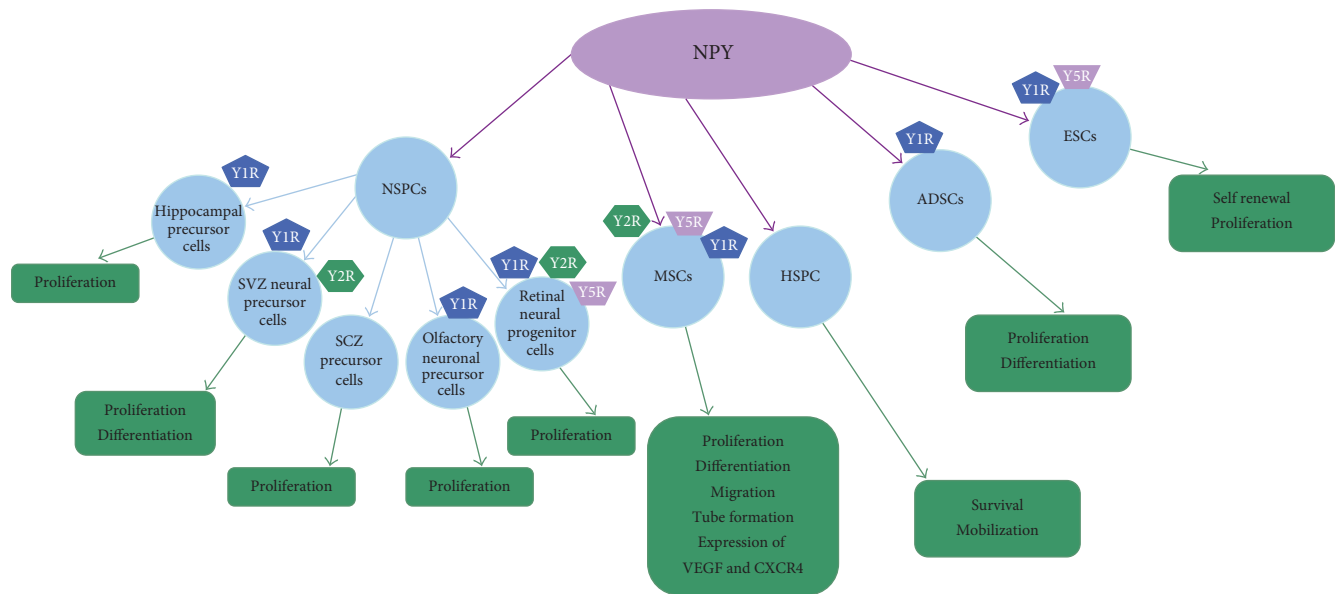 NPY
Y5R
Y1R
ESCs
Y1R
ADSCs
Self renewal
Proliferation
NSPCs
Y1R
Hippocampal
precursor
cells
Proliferation
Y1R
Y2R
SVZ neural
precursor
cells
Proliferation
Differentiation
SCZ
precursor
cells
Proliferation
Y1R
Olfactory
neuronal
precursor
cells
Proliferation
Y1R
Y2R
Y5R
Retinal
neural
progenitor
cells
Proliferation
Y2R
Y5R
Y1R
MSCs
Proliferation
Differentiation
Migration
Tube formation
Expression of
VEGF and CXCR4
HSPC
Survival
Mobilization
Proliferation
Differentiation